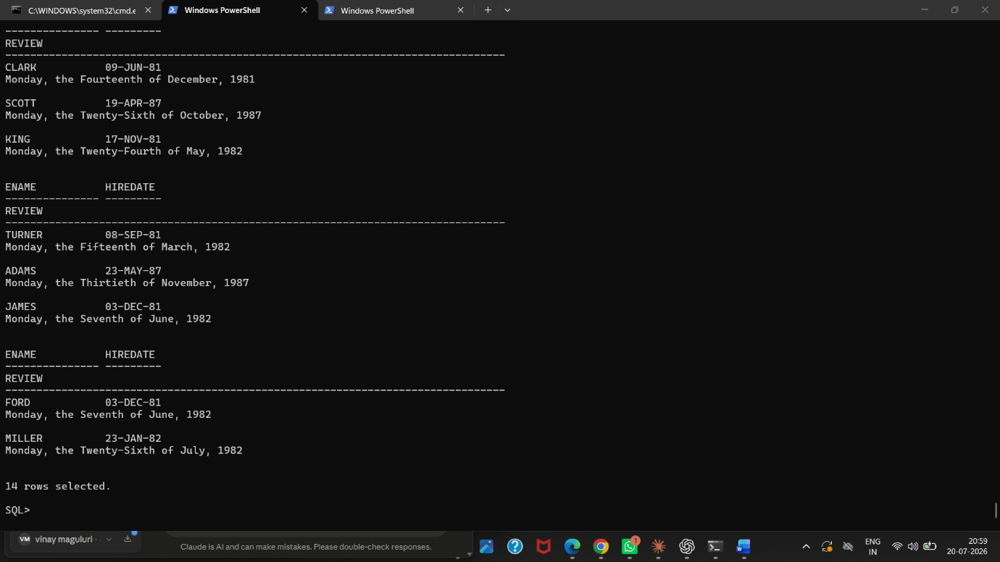 C:\WINDOWS\system32\cmd.e
Windows PowerShell
Windows PowerShell
--------------- ---------
REVIEW
--------------------------------------------------------------------------------
CLARK           09-JUN-81
Monday, the Fourteenth of December, 1981
SCOTT           19-APR-87
Monday, the Twenty-Sixth of October, 1987
KING            17-NOV-81
Monday, the Twenty-Fourth of May, 1982
ENAME           HIREDATE
--------------- ---------
REVIEW
--------------------------------------------------------------------------------
TURNER          08-SEP-81
Monday, the Fifteenth of March, 1982
ADAMS           23-MAY-87
Monday, the Thirtieth of November, 1987
JAMES           03-DEC-81
Monday, the Seventh of June, 1982
ENAME           HIREDATE
--------------- ---------
REVIEW
--------------------------------------------------------------------------------
FORD            03-DEC-81
Monday, the Seventh of June, 1982
MILLER          23-JAN-82
Monday, the Twenty-Sixth of July, 1982
14 rows selected.
SQL>
VM vinay maguluri ·
Claude is AI and can make mistakes. Please double-check responses.
1
ENG
IN
20:59
20-07-2026